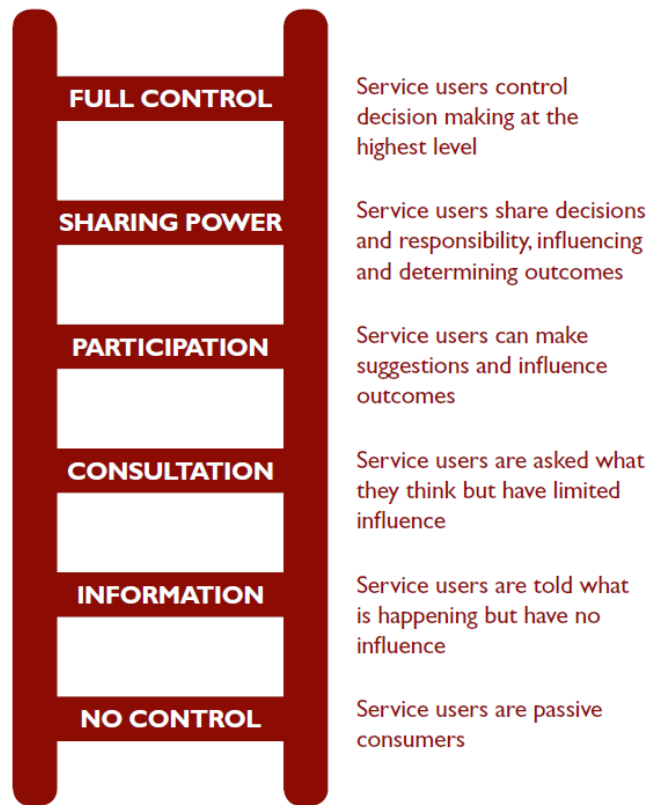 FULL CONTROL
Service users control
decision making at the
highest level
SHARING POWER
Service users share decisions
and responsibility, influencing
and determining outcomes
PARTICIPATION
Service users can make
suggestions and influence
outcomes
CONSULTATION
Service users are asked what
they think but have limited
influence
INFORMATION
Service users are told what
is happening but have no
influence
NO CONTROL
Service users are passive
consumers